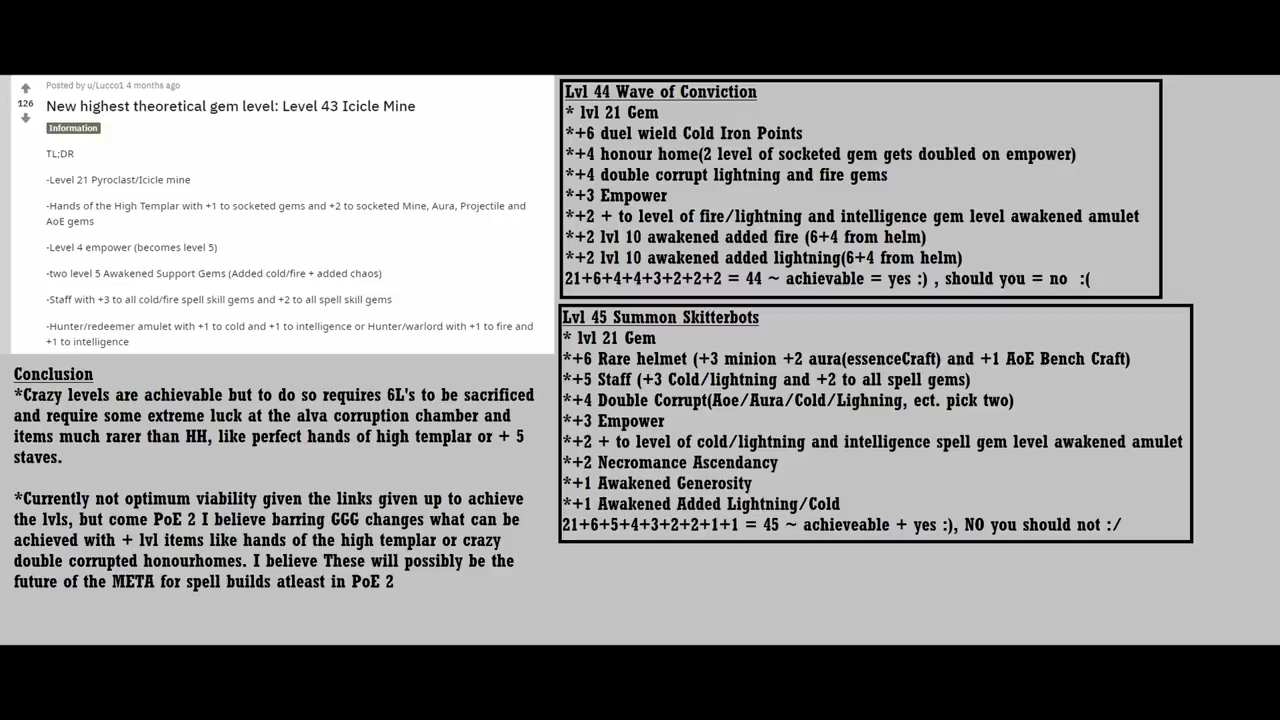 Posted by u/Lucco1 4 months ago
126
New highest theoretical gem level: Level 43 Icicle Mine
Information
TL;DR
-Level 21 Pyroclast/Icicle mine
-Hands of the High Templar with +1 to socketed gems and +2 to socketed Mine, Aura, Projectile and
AoE gems
-Level 4 empower (becomes level 5)
-two level 5 Awakened Support Gems (Added cold/fire + added chaos)
-Staff with +3 to all cold/fire spell skill gems and +2 to all spell skill gems
-Hunter/redeemer amulet with +1 to cold and +1 to intelligence or Hunter/warlord with +1 to fire and
+1 to intelligence
Conclusion
*Crazy levels are achievable but to do so requires 6L's to be sacrificed
and require some extreme luck at the alva corruption chamber and
items much rarer than HH, like perfect hands of high templar or + 5
staves.
*Currently not optimum viability given the links given up to achieve
the lvls, but come PoE 2 I believe barring GGG changes what can be
achieved with + lvl items like hands of the high templar or crazy
double corrupted honourhomes. I believe These will possibly be the
future of the META for spell builds atleast in PoE 2
Lvl 44 Wave of Conviction
* lvl 21 Gem
*+6 duel wield Cold Iron Points
*+4 honour home(2 level of socketed gem gets doubled on empower)
*+4 double corrupt lightning and fire gems
*+3 Empower
*+2 + to level of fire/lightning and intelligence gem level awakened amulet
*+2 lvl 10 awakened added fire (6+4 from helm)
*+2 lvl 10 awakened added lightning(6+4 from helm)
21+6+4+4+3+2+2+2 = 44 ~ achievable = yes :) , should you = no :(
Lvl 45 Summon Skitterbots
* lvl 21 Gem
*+6 Rare helmet (+3 minion +2 aura(essenceCraft) and +1 AoE Bench Craft)
*+5 Staff (+3 Cold/lightning and +2 to all spell gems)
*+4 Double Corrupt(Aoe/Aura/Cold/Lighning, ect. pick two)
*+3 Empower
*+2 + to level of cold/lightning and intelligence spell gem level awakened amulet
*+2 Necromance Ascendancy
*+1 Awakened Generosity
*+1 Awakened Added Lightning/Cold
21+6+5+4+3+2+2+1+1 = 45 ~ achieveable + yes :), NO you should not :/